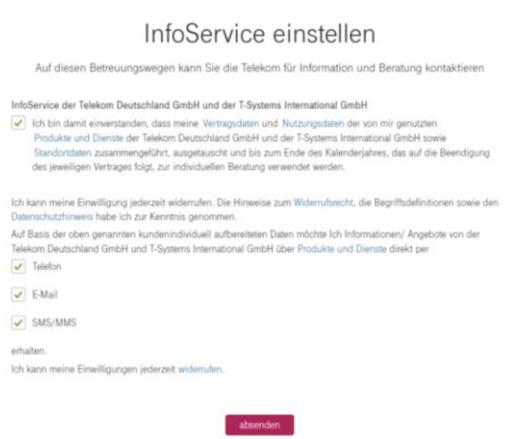 InfoService einstellen
Auf diesen Betreuungswegen kann Sie die Telekom für Information und Beratung kontaktieren
InfoService der Telekom Deutschland GmbH und der T-Systems International GmbH
Ich bin damit einverstanden, dass meine Vertragsdaten und Nutzungsdaten der von mir genutzten
Produkte und Dienste der Telekom Deutschland GmbH und der T-Systems International GmbH sowie
Standortdaten zusammengeführt, ausgetauscht und bis zum Ende des Kalenderjahres, das auf die Beendigung
des jeweiligen Vertrages folgt, zur individuellen Beratung verwendet werden.
Ich kann meine Einwilligung jederzeit widerrufen. Die Hinweise zum Widerrufsrecht, die Begriffsdefinitionen sowie den
Datenschutzhinweis habe ich zur Kenntnis genommen.
Auf Basis der oben genannten kundenindividuell aufbereiteten Daten möchte Ich Informationen/ Angebote von der
Telekom Deutschland GmbH und T-Systems International GmbH über Produkte und Dienste direkt per
Telefon
E-Mail
SMS/MMS
erhalten.
Ich kann meine Einwilligungen jederzeit widerrufen.
absenden